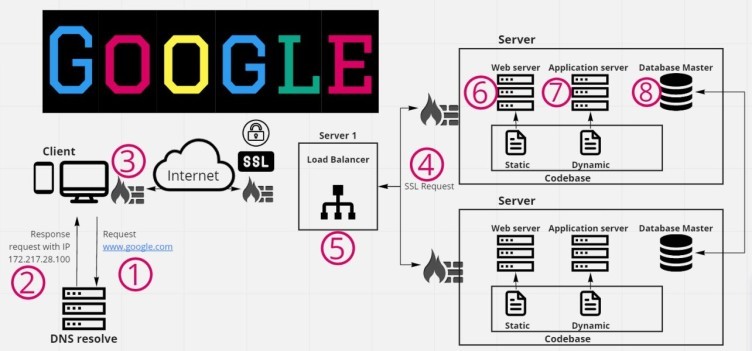 GOOGLE
Client
3
Internet
SSL
Response
request with IP
172.217.28.100
2
Request
www.google.com
1
DNS resolve
Server 1
Load Balancer
5
4
SSL Request
Server
Web server
Application server
Database Master
6
7
8
Static
Dynamic
Codebase
Server
Web server
Application server
Database Master
Static
Dynamic
Codebase